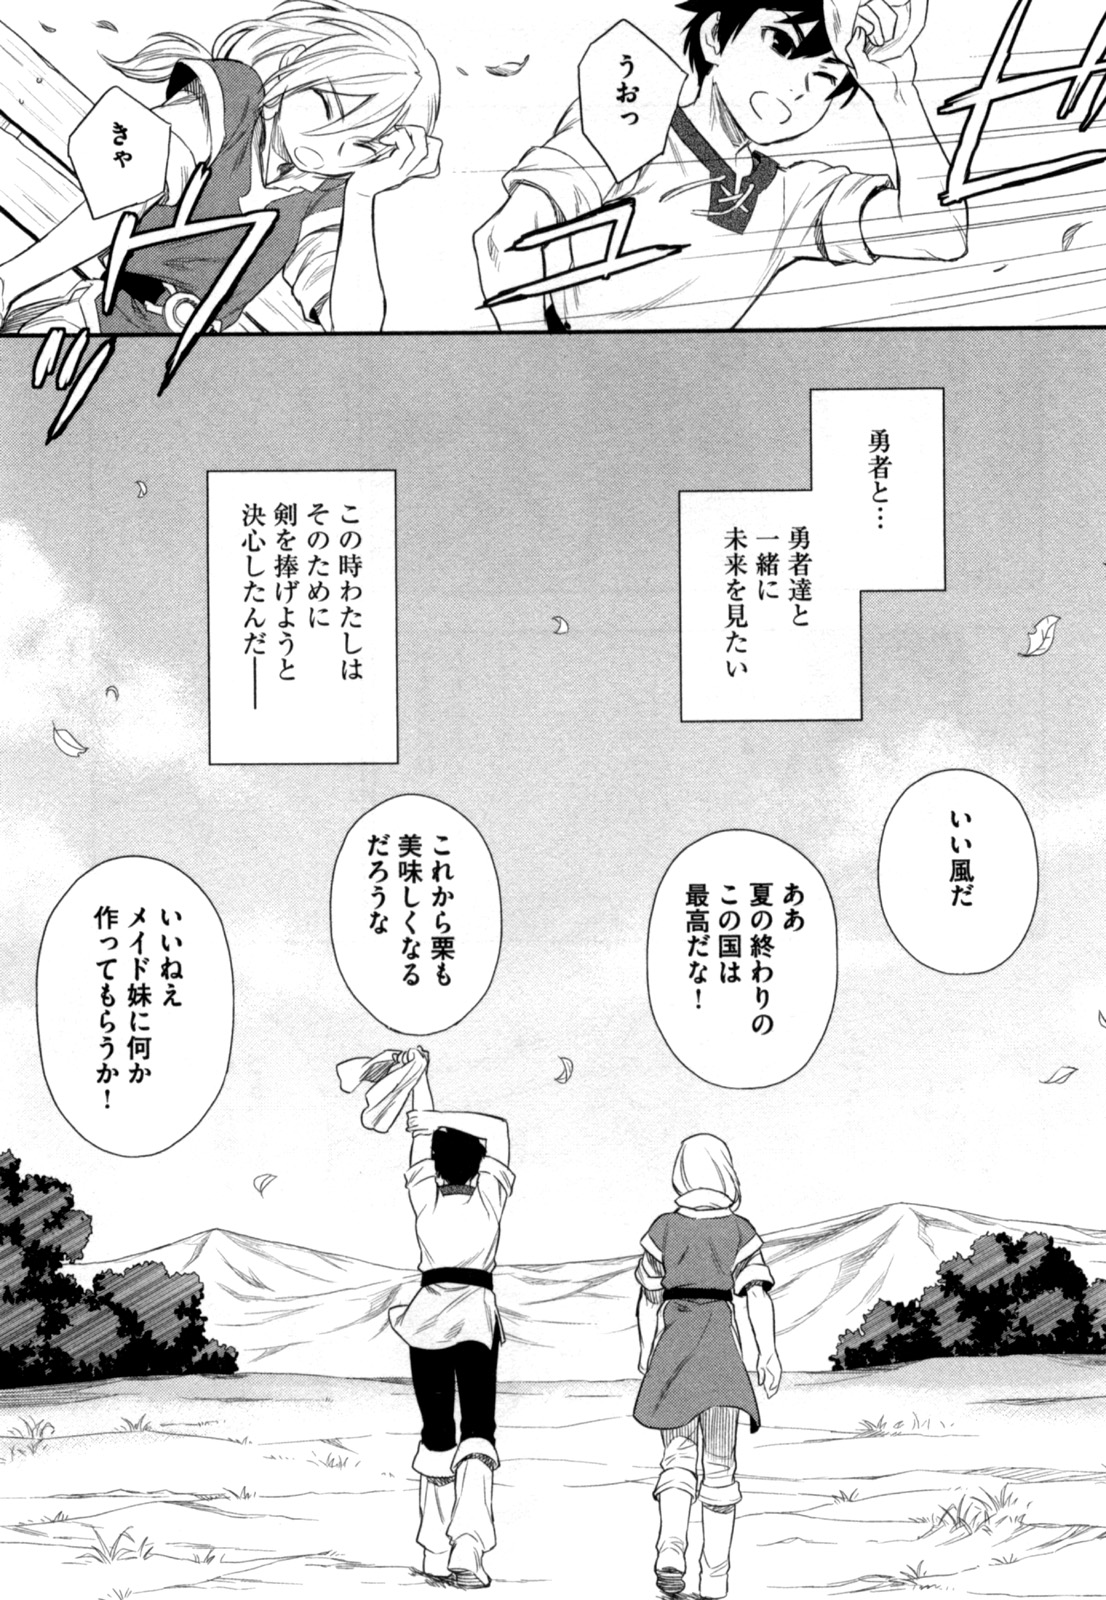 ビュウッ
うおっ
きゃ
勇者と…
勇者達と
一緒に
未来を見たい
この時わたしは
そのために
剣を捧げようと
決心したんだ――
いい風だ
ああ
夏の終わりの
この国は
最高だな！
これから栗も
美味しくなる
だろうな
いいねえ
メイド妹に何か
作ってもらうか！